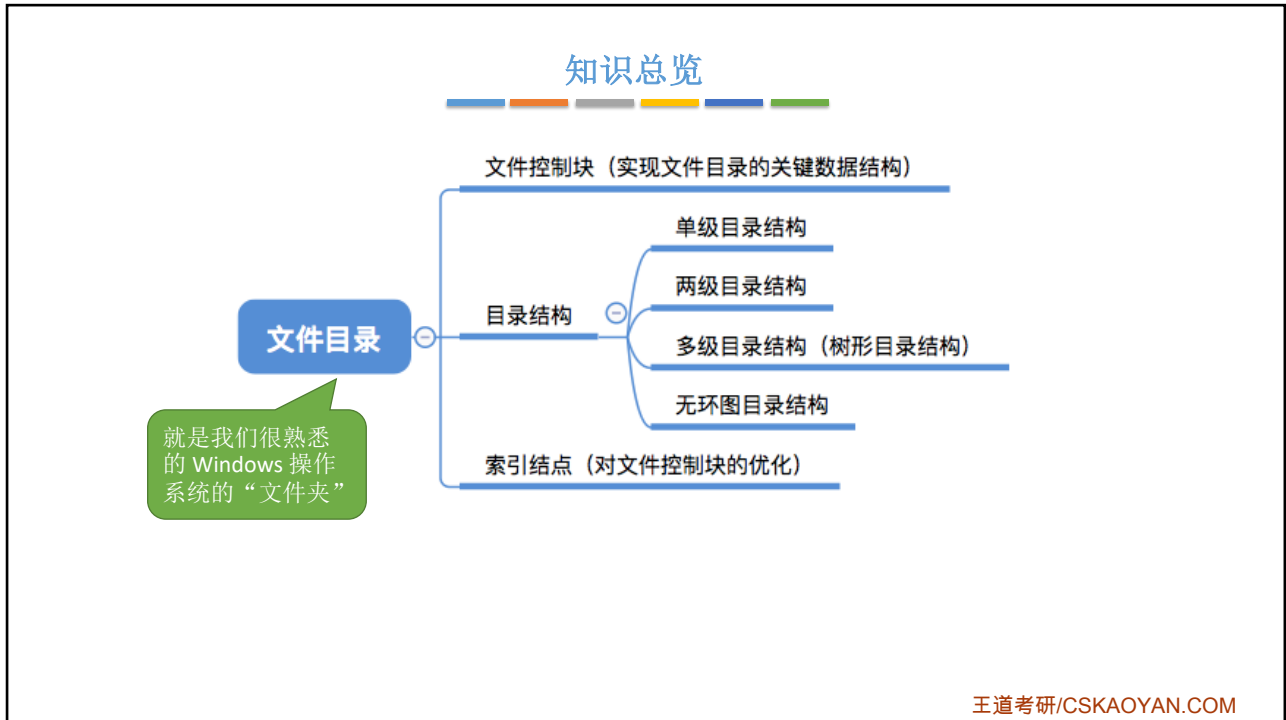 知识总览
文件控制块（实现文件目录的关键数据结构）
单级目录结构
两级目录结构
目录结构
文件目录
多级目录结构（树形目录结构）
无环图目录结构
就是我们很熟悉
的 Windows 操作
系统的“文件夹”
索引结点（对文件控制块的优化）
王道考研/CSKAOYAN.COM